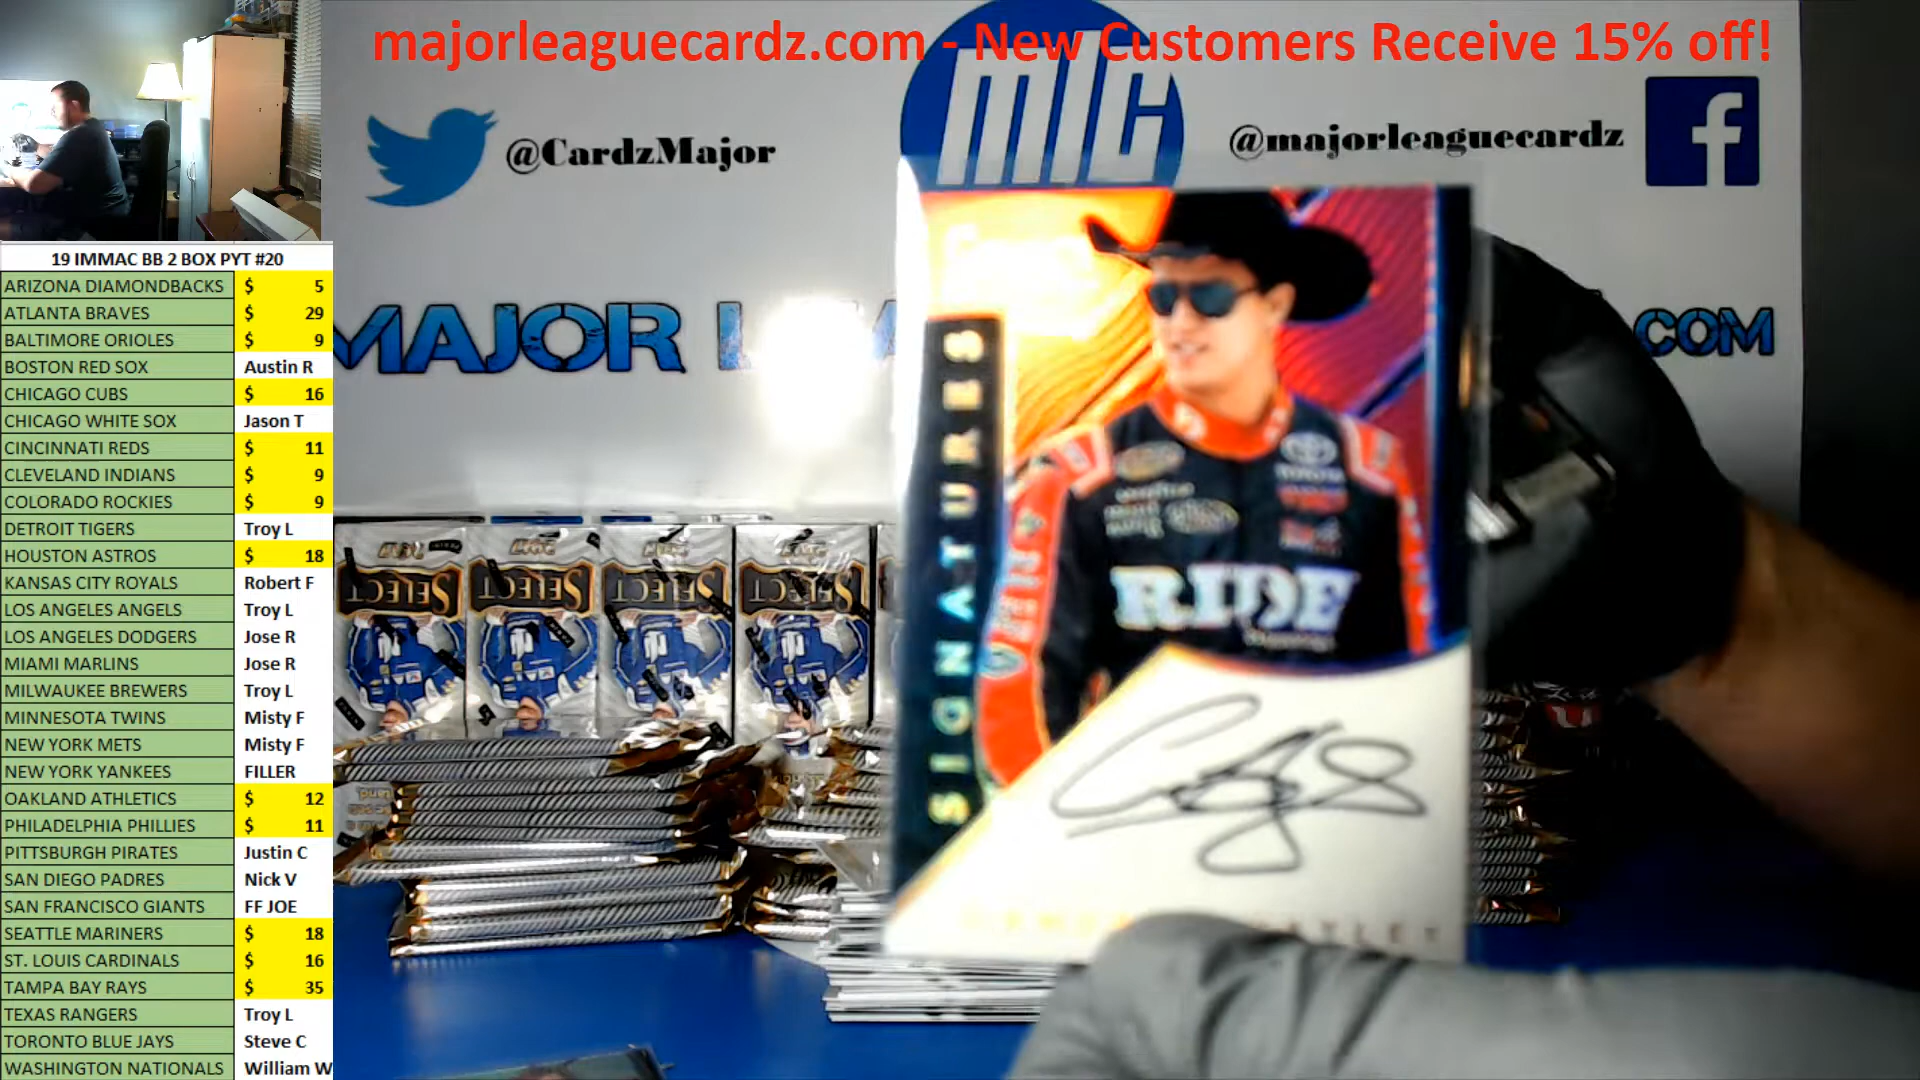 majorleaguecardz.com - New Customers Receive 15% off!
@CardzMajor
MLC
@majorleaguecardz
f
MAJOR L
COM
19 IMMAC BB 2 BOX PYT #20
ARIZONA DIAMONDBACKS $ 5
ATLANTA BRAVES $ 29
BALTIMORE ORIOLES $ 9
BOSTON RED SOX Austin R
CHICAGO CUBS $ 16
CHICAGO WHITE SOX Jason T
CINCINNATI REDS $ 11
CLEVELAND INDIANS $ 9
COLORADO ROCKIES $ 9
DETROIT TIGERS Troy L
HOUSTON ASTROS $ 18
KANSAS CITY ROYALS Robert F
LOS ANGELES ANGELS Troy L
LOS ANGELES DODGERS Jose R
MIAMI MARLINS Jose R
MILWAUKEE BREWERS Troy L
MINNESOTA TWINS Misty F
NEW YORK METS Misty F
NEW YORK YANKEES FILLER
OAKLAND ATHLETICS $ 12
PHILADELPHIA PHILLIES $ 11
PITTSBURGH PIRATES Justin C
SAN DIEGO PADRES Nick V
SAN FRANCISCO GIANTS FF JOE
SEATTLE MARINERS $ 18
ST. LOUIS CARDINALS $ 16
TAMPA BAY RAYS $ 35
TEXAS RANGERS Troy L
TORONTO BLUE JAYS Steve C
WASHINGTON NATIONALS William W
SIGNATURES
TOYOTA
RIDE
SELECT
SELECT
SELECT
SELECT